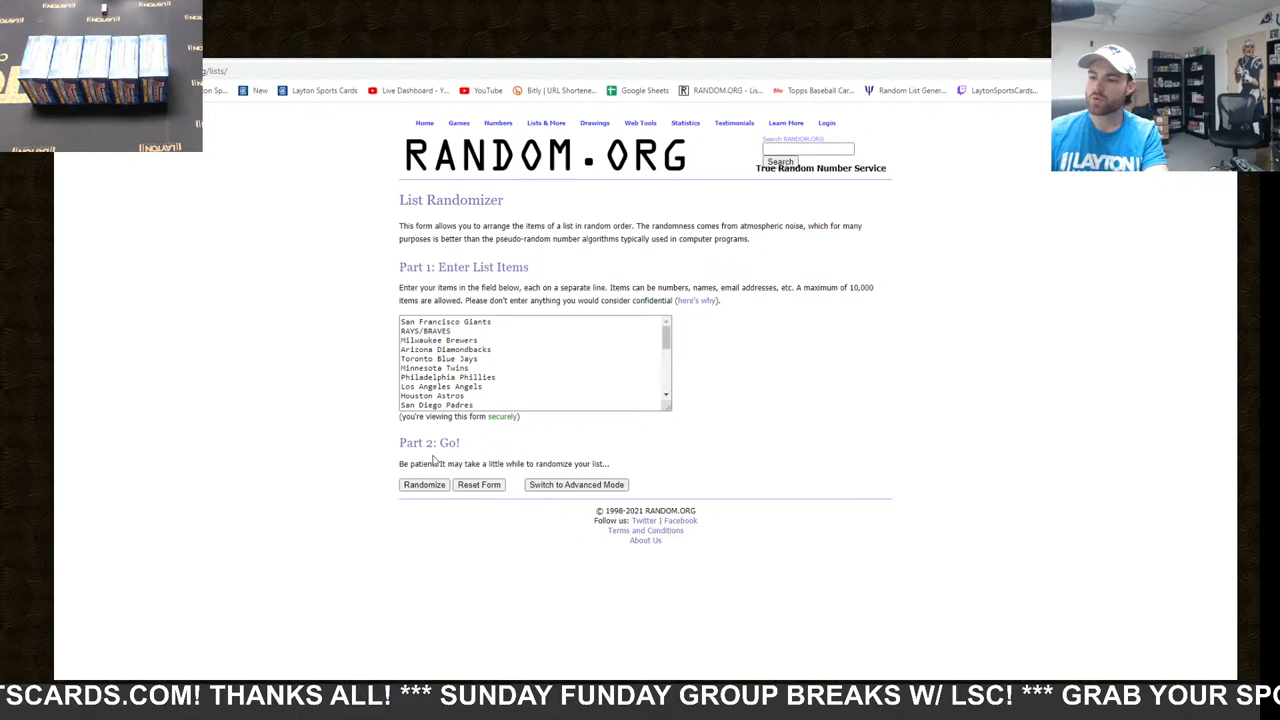 g/lists/
Layton Sp...
New
Layton Sports Cards
Live Dashboard - Y...
YouTube
Bitly | URL Shortene...
Google Sheets
RANDOM.ORG - Lis...
Topps Baseball Car...
Random List Gener...
LaytonSportsCards...
Home Games Numbers Lists & More Drawings Web Tools Statistics Testimonials Learn More Login
RANDOM.ORG
Search RANDOM.ORG
Search
True Random Number Service
List Randomizer
This form allows you to arrange the items of a list in random order. The randomness comes from atmospheric noise, which for many
purposes is better than the pseudo-random number algorithms typically used in computer programs.
Part 1: Enter List Items
Enter your items in the field below, each on a separate line. Items can be numbers, names, email addresses, etc. A maximum of 10,000
items are allowed. Please don't enter anything you would consider confidential (here's why).
San Francisco Giants
RAYS/BRAVES
Milwaukee Brewers
Arizona Diamondbacks
Toronto Blue Jays
Minnesota Twins
Philadelphia Phillies
Los Angeles Angels
Houston Astros
San Diego Padres
(you're viewing this form securely)
Part 2: Go!
Be patient It may take a little while to randomize your list...
Randomize Reset Form Switch to Advanced Mode
© 1998-2021 RANDOM.ORG
Follow us: Twitter | Facebook
Terms and Conditions
About Us
LAYTON
TSCARDS.COM! THANKS ALL! *** SUNDAY FUNDAY GROUP BREAKS W/ LSC! *** GRAB YOUR SPO